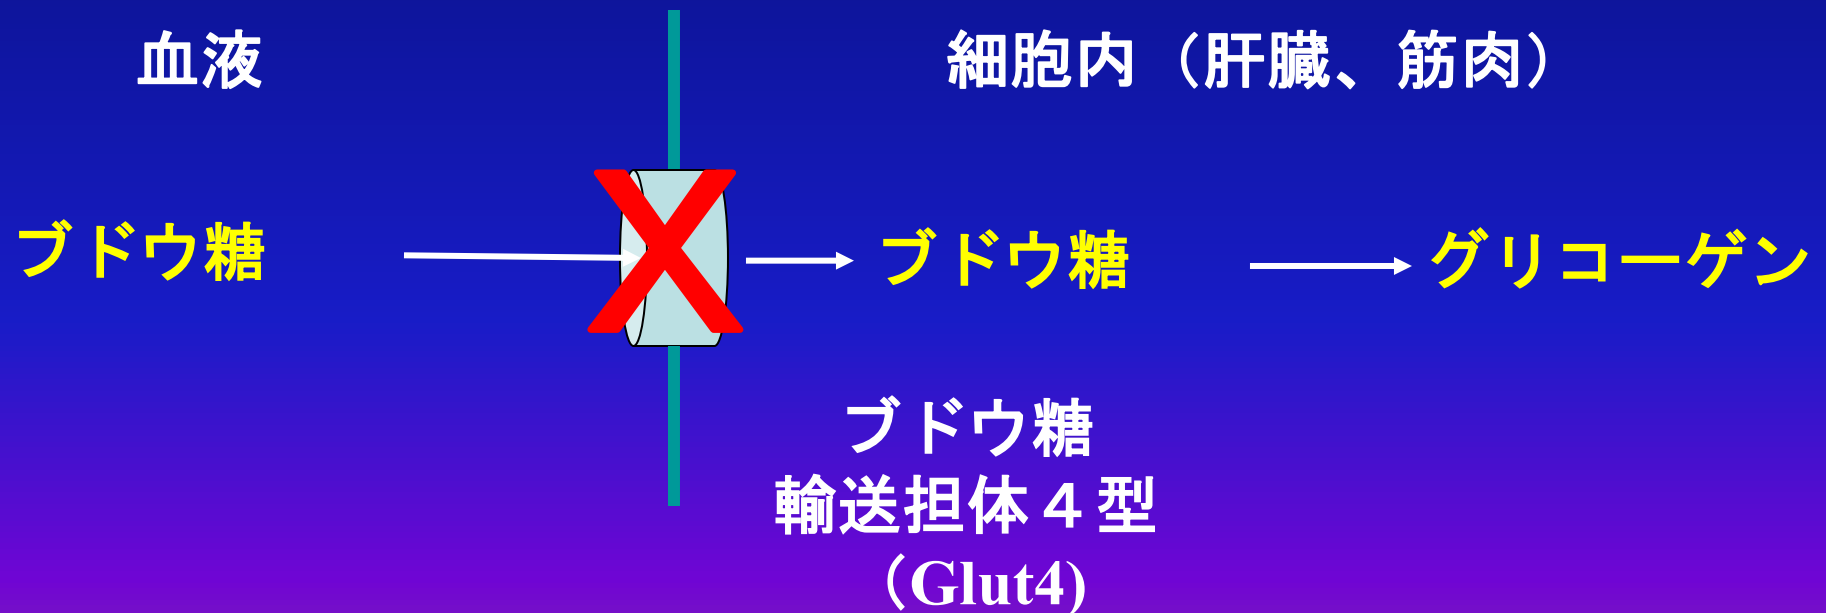 血液
細胞内（肝臓、筋肉）
ブドウ糖
ブドウ糖
グリコーゲン
ブドウ糖
輸送担体４型
（Glut4)